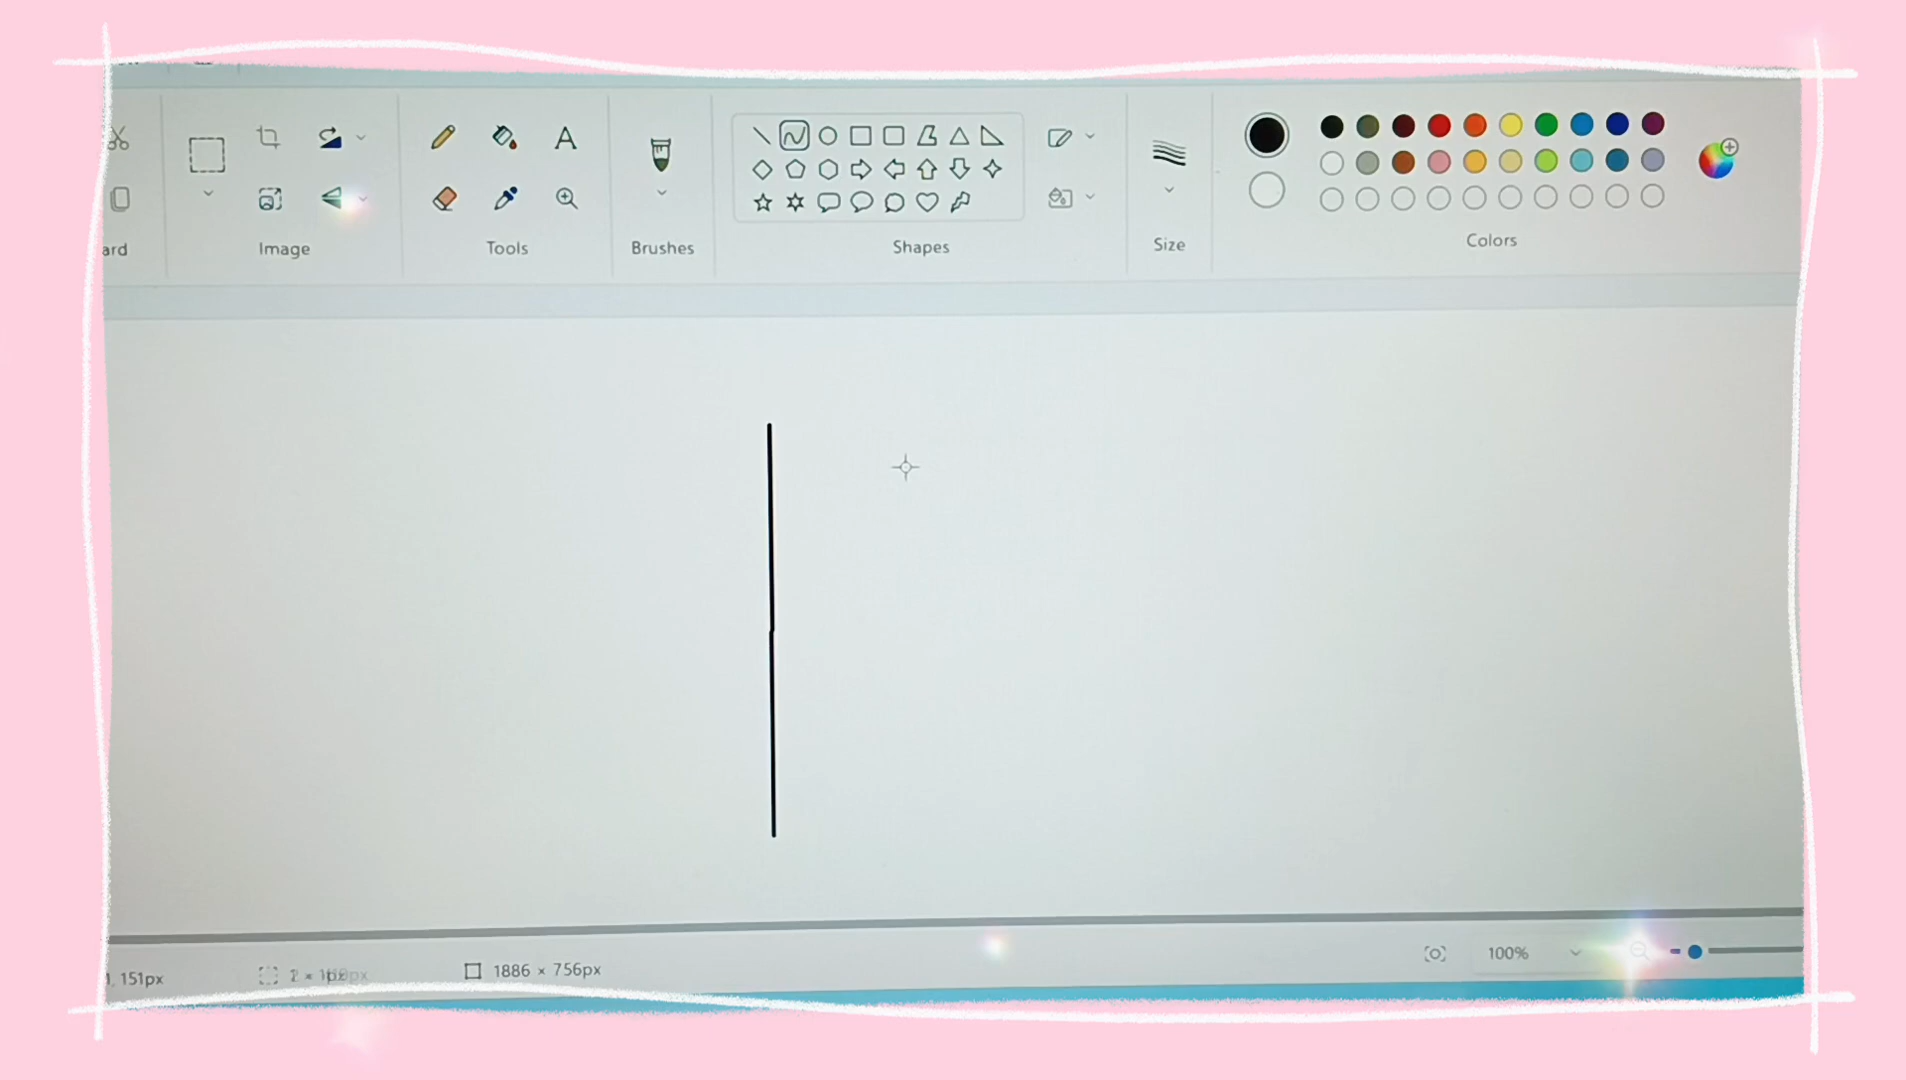 ard
Image
Tools
Brushes
Shapes
Size
Colors
151px
1886 × 756px
100%